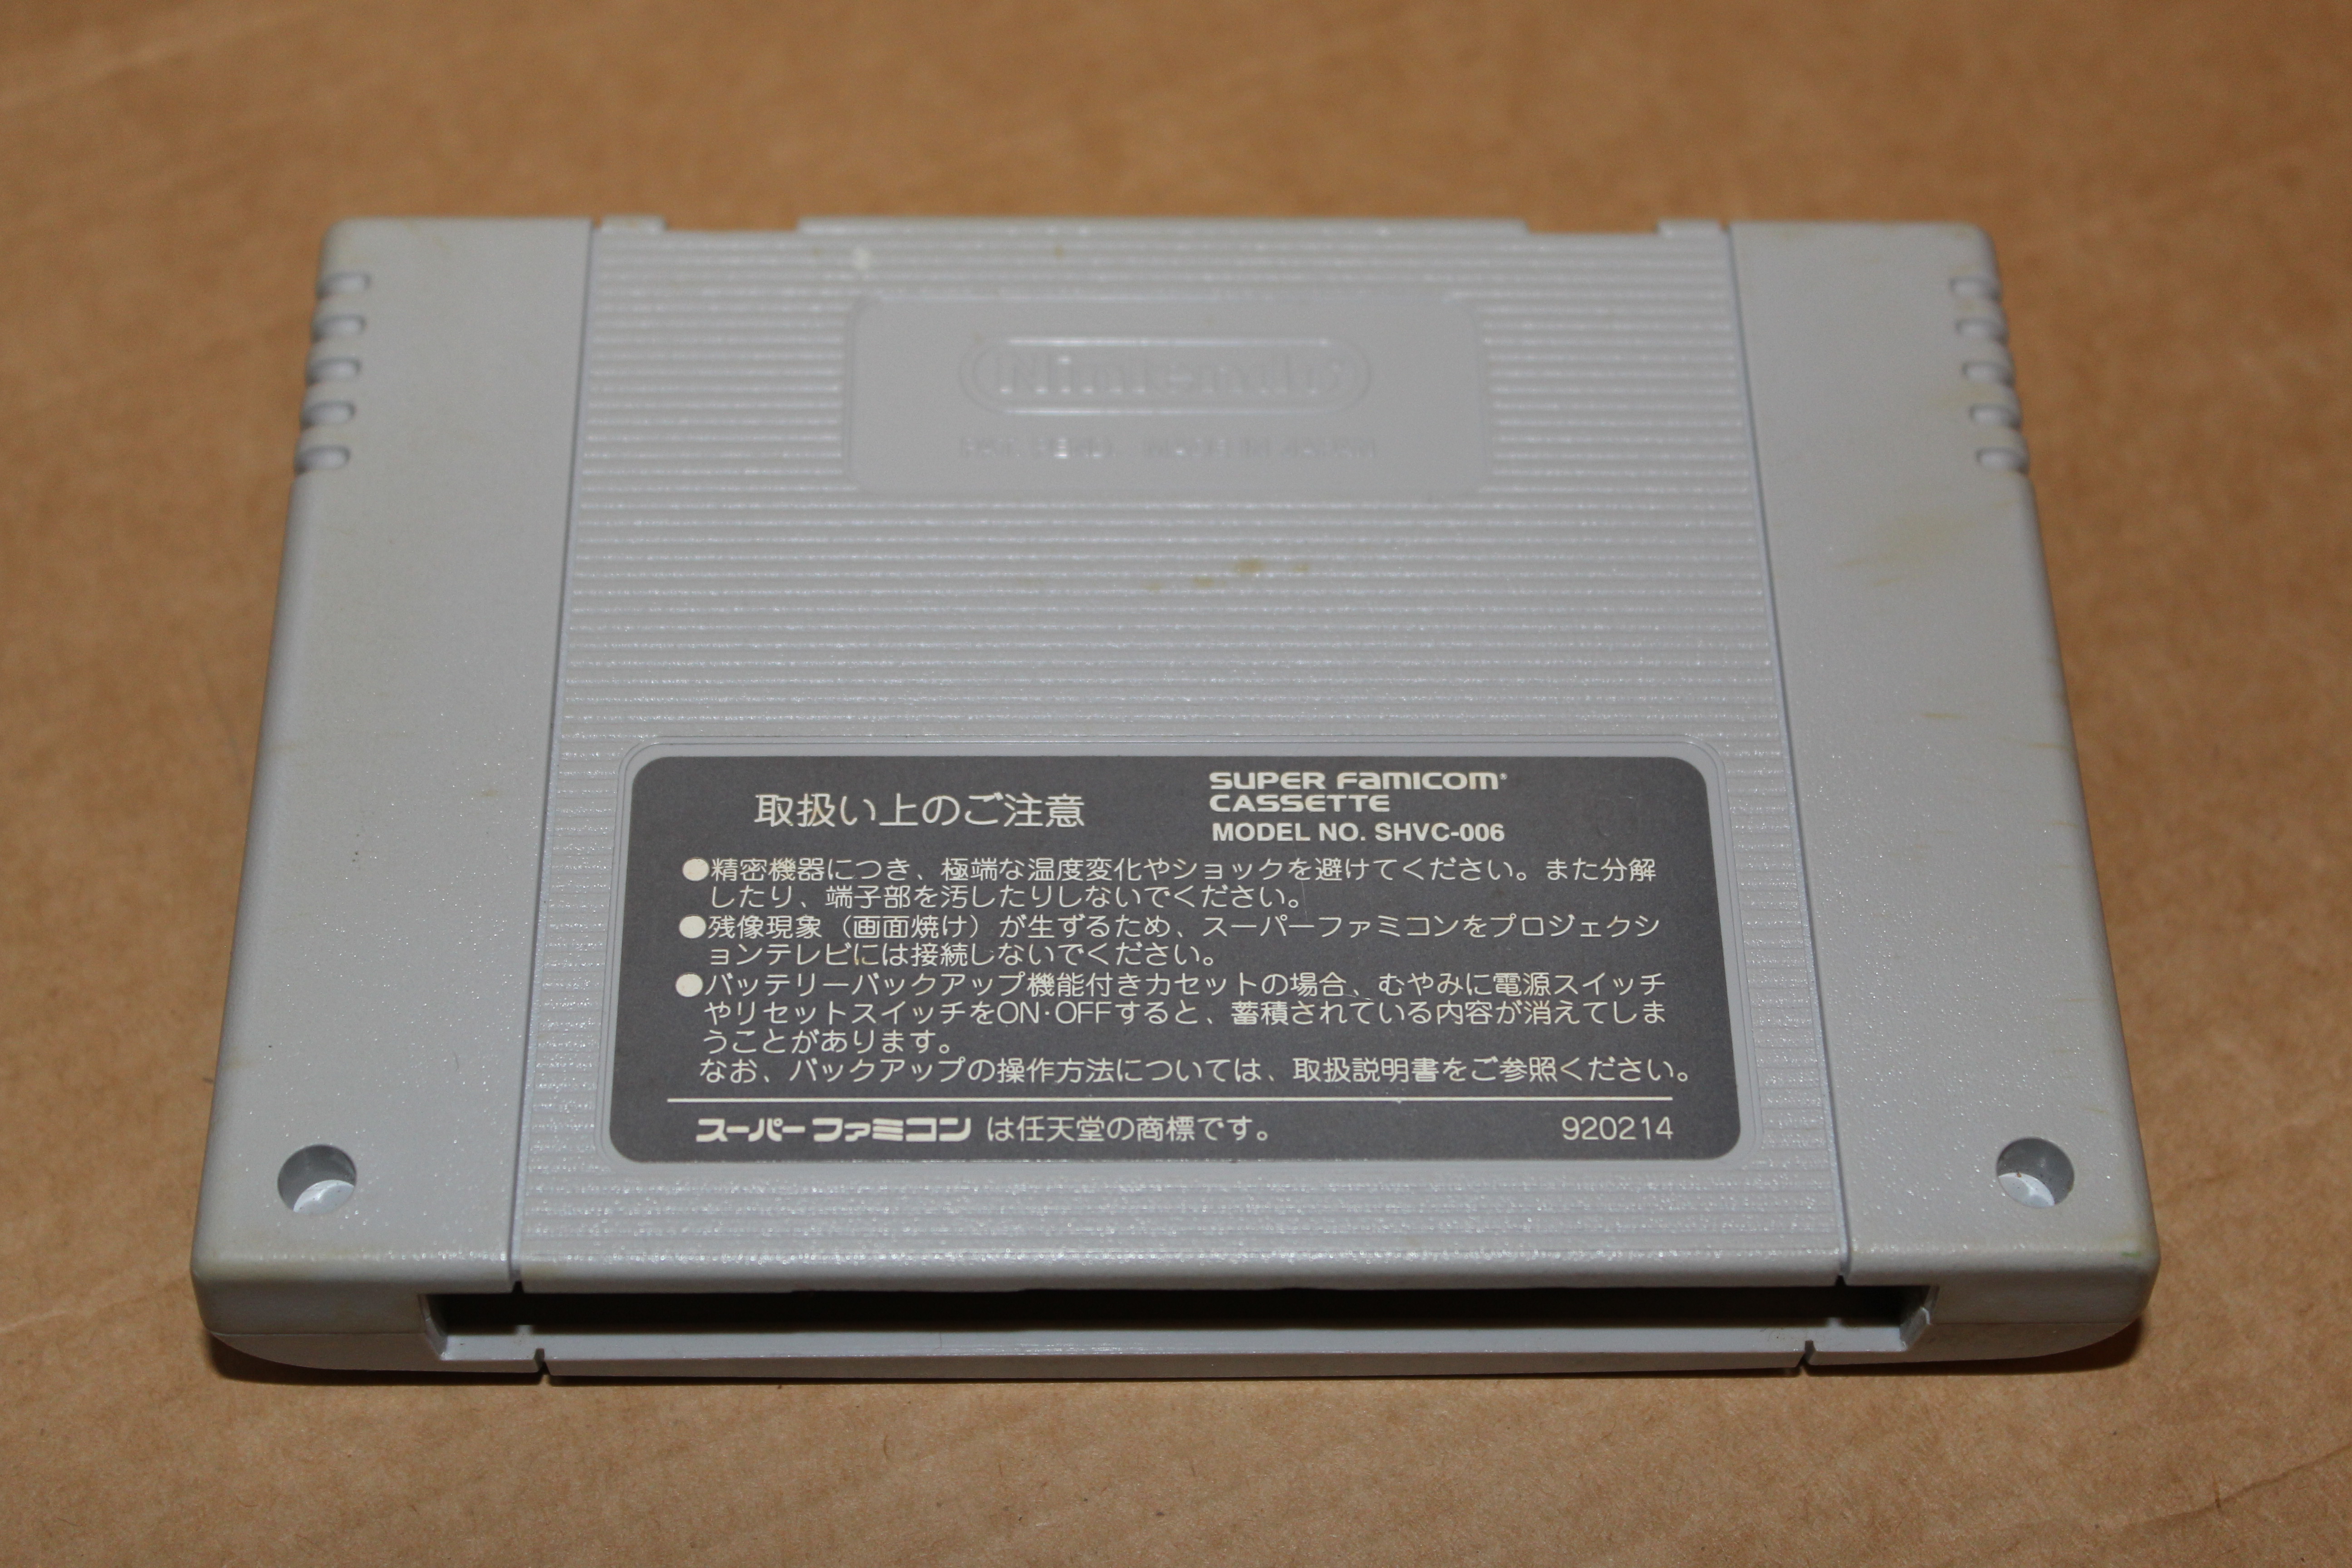 Nintendo
PAT. PEND. MADE IN JAPAN
取扱い上のご注意
SUPER FAMICOM®
CASSETTE
MODEL NO. SHVC-006
●精密機器につき、極端な温度変化やショックを避けてください。また分解
したり、端子部を汚したりしないでください。
●残像現象（画面焼け）が生ずるため、スーパーファミコンをプロジェクシ
ョンテレビには接続しないでください。
●バッテリーバックアップ機能付きカセットの場合、むやみに電源スイッチ
やリセットスイッチをON・OFFすると、蓄積されている内容が消えてしま
うことがあります。
なお、バックアップの操作方法については、取扱説明書をご参照ください。
スーパーファミコン は任天堂の商標です。 920214